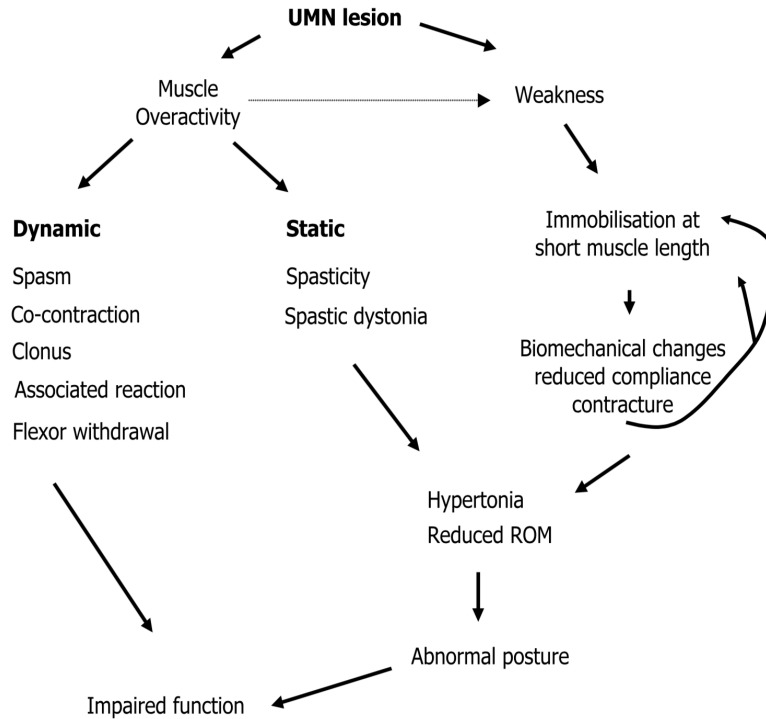 UMN lesion
Muscle
Overactivity
Weakness
Dynamic
Spasm
Co-contraction
Clonus
Associated reaction
Flexor withdrawal
Static
Spasticity
Spastic dystonia
Immobilisation at
short muscle length
Biomechanical changes
reduced compliance
contracture
Hypertonia
Reduced ROM
Abnormal posture
Impaired function